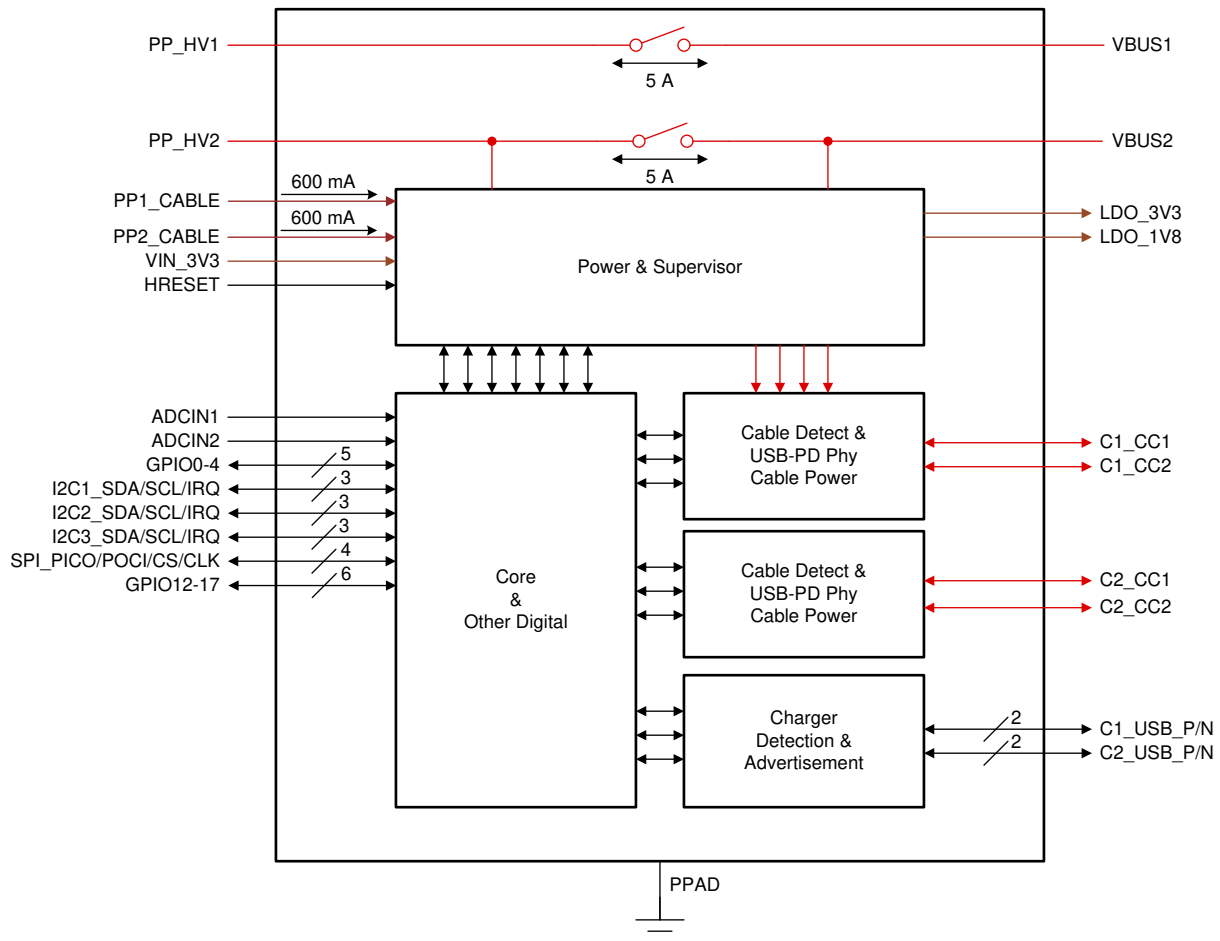 PP_HV1
VBUS1
5 A
PP_HV2
VBUS2
5 A
600 mA
PP1_CABLE
600 mA
PP2_CABLE
VIN_3V3
HRESET
Power & Supervisor
LDO_3V3
LDO_1V8
ADCIN1
ADCIN2
GPIO0-4
5
I2C1_SDA/SCL/IRQ
3
I2C2_SDA/SCL/IRQ
3
I2C3_SDA/SCL/IRQ
3
SPI_PICO/POCI/CS/CLK
4
GPIO12-17
6
Core
&
Other Digital
Cable Detect &
USB-PD Phy
Cable Power
C1_CC1
C1_CC2
Cable Detect &
USB-PD Phy
Cable Power
C2_CC1
C2_CC2
Charger
Detection &
Advertisement
2
C1_USB_P/N
2
C2_USB_P/N
PPAD